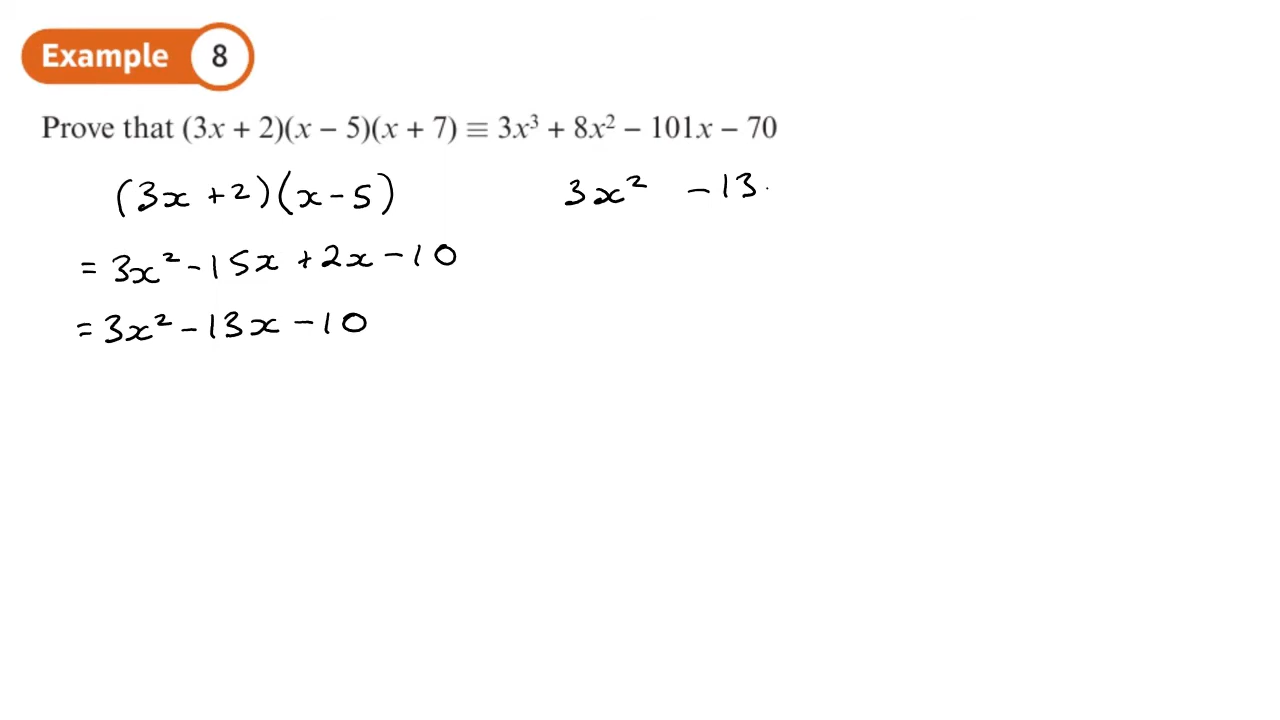 Example 8
Prove that (3x + 2)(x − 5)(x + 7) ≡ 3x³ + 8x² − 101x − 70
(3x + 2)(x − 5)
= 3x² − 15x + 2x − 10
= 3x² − 13x − 10
3x² − 13